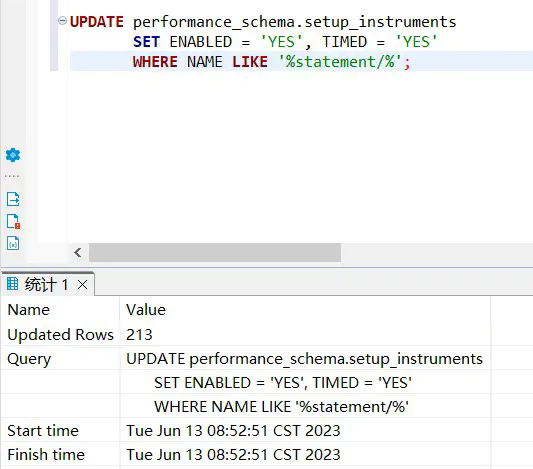 UPDATE performance_schema.setup_instruments
SET ENABLED = 'YES', TIMED = 'YES'
WHERE NAME LIKE '%statement/%';
统计 1
Name Value
Updated Rows 213
Query UPDATE performance_schema.setup_instruments
SET ENABLED = 'YES', TIMED = 'YES'
WHERE NAME LIKE '%statement/%'
Start time Tue Jun 13 08:52:51 CST 2023
Finish time Tue Jun 13 08:52:51 CST 2023